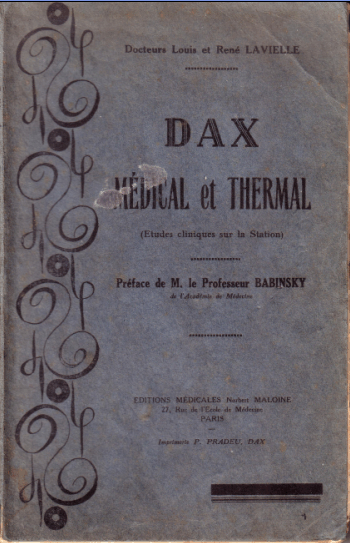 Docteurs Louis et René LAVIELLE
DAX
MÉDICAL et THERMAL
(Etudes cliniques sur la Station)
Préface de M. le Professeur BABINSKY
de l'Académie de Médecine
EDITIONS MÉDICALES Norbert MALOINE
27, Rue de l'Ecole de Médecine
PARIS
Imprimerie P. PRADEU, DAX